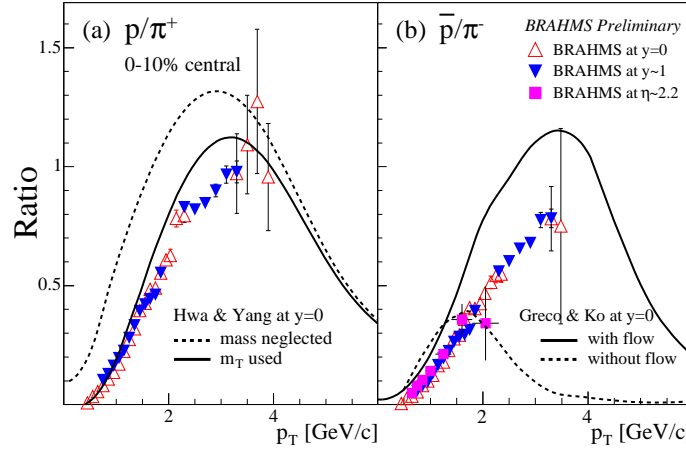 (a) p/π⁺
0-10% central
(b) p̅/π⁻
BRAHMS Preliminary
BRAHMS at y=0
BRAHMS at y~1
BRAHMS at η~2.2
Ratio
1.5
1
0.5
Hwa & Yang at y=0
mass neglected
m_T used
Greco & Ko at y=0
with flow
without flow
0 2 4 2 4
p_T [GeV/c] p_T [GeV/c]